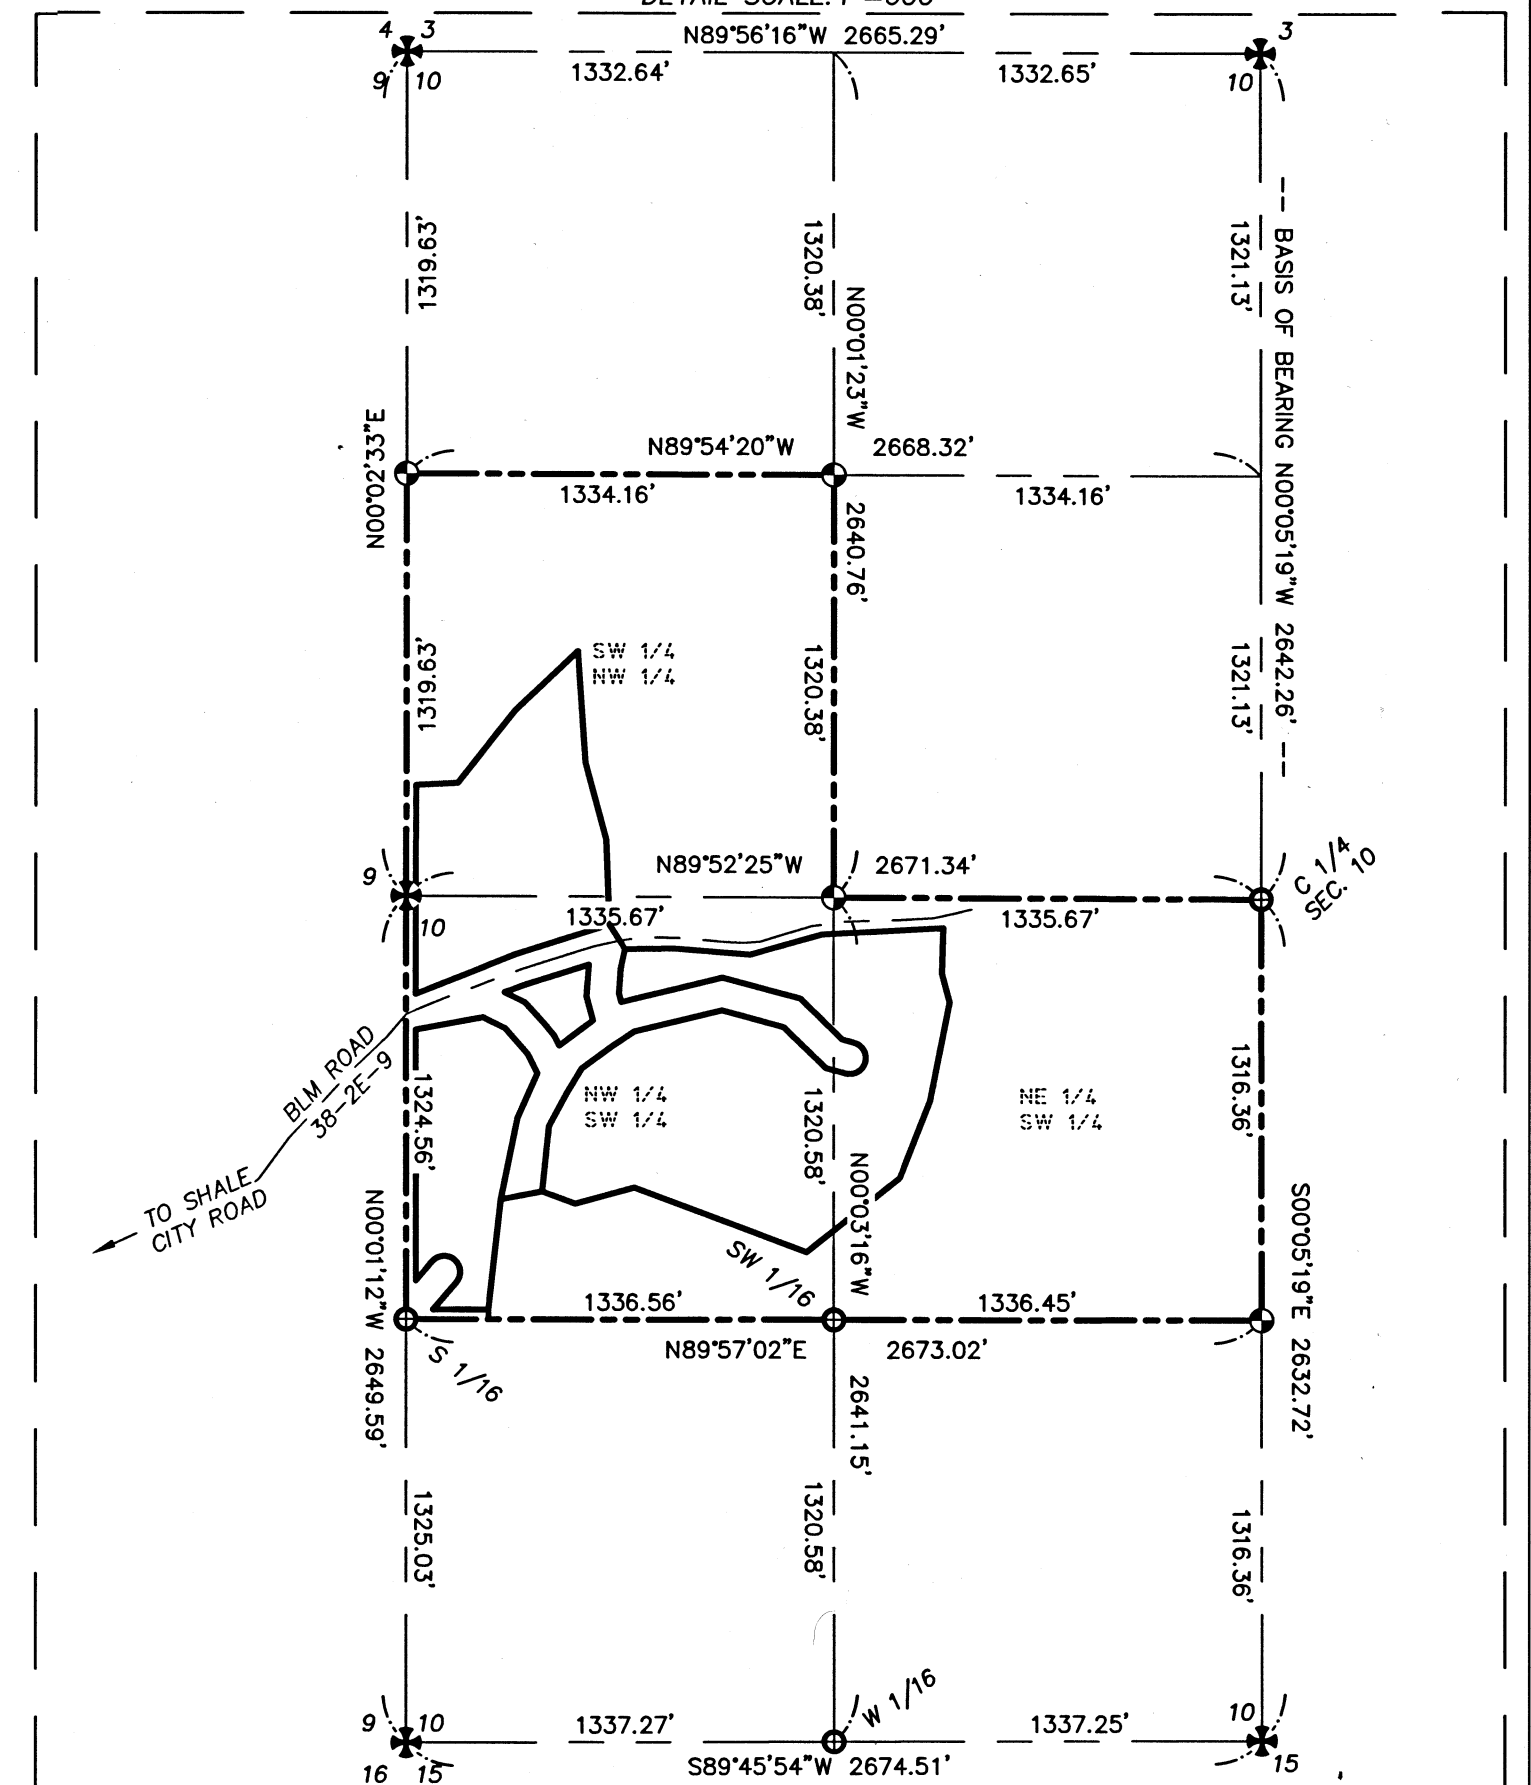 4 3
N89°56'16"W 2665.29'
3
9 10
1332.64'
1332.65'
10
1319.63'
1320.38'
1321.13'
-- BASIS OF BEARING N00°05'19"W 2642.26' --
N00°01'23"W
2640.76'
N00°02'33"E
N89°54'20"W 2668.32'
1334.16'
1334.16'
SW 1/4
NW 1/4
1319.63'
1320.38'
1321.13'
N89°52'25"W 2671.34'
9
10
1335.67'
1335.67'
C 1/4
SEC. 10
BLM ROAD
38-2E-9
TO SHALE
CITY ROAD
1324.56'
NW 1/4
SW 1/4
1320.58'
NE 1/4
SW 1/4
1316.36'
N00°01'12"W 2649.59'
N00°03'16"W
2641.15'
S00°05'19"E 2632.72'
SW 1/16
1336.56'
1336.45'
N89°57'02"E 2673.02'
S 1/16
1325.03'
1320.58'
1316.36'
W 1/16
9 10
1337.27'
1337.25'
10
S89°45'54"W 2674.51'
16 15
15